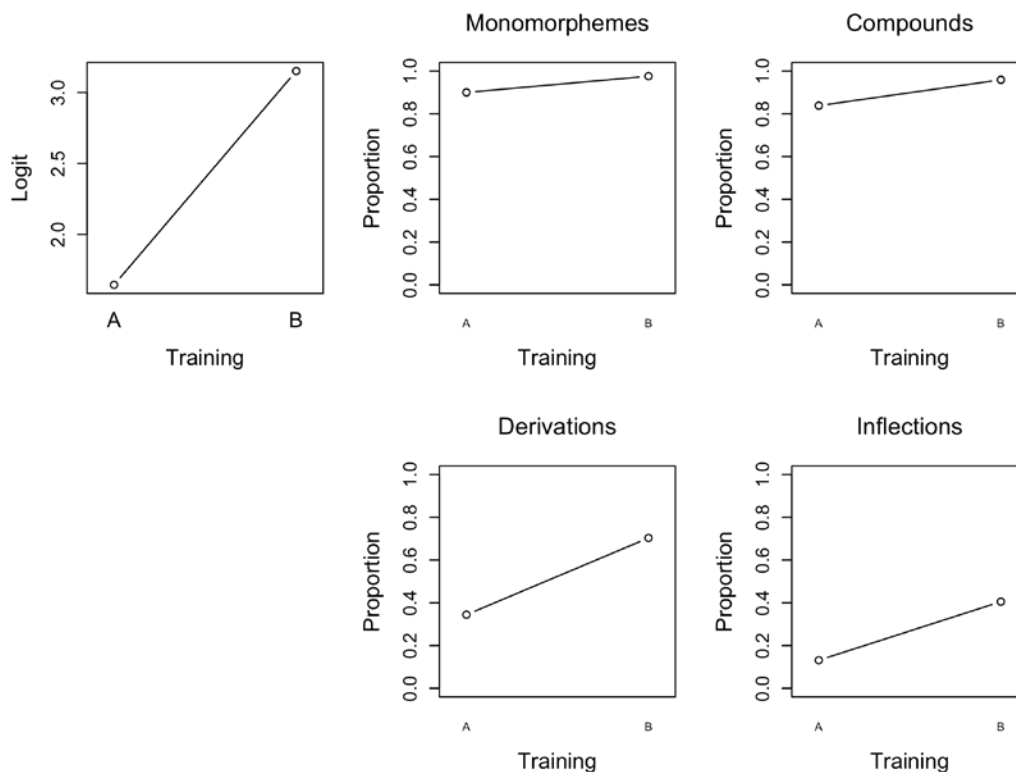 Monomorphemes
Compounds
Logit
3.0
2.5
2.0
A
B
Training
Proportion
1.0
0.8
0.6
0.4
0.2
0.0
A
B
Training
Proportion
1.0
0.8
0.6
0.4
0.2
0.0
A
B
Training
Derivations
Inflections
Proportion
1.0
0.8
0.6
0.4
0.2
0.0
A
B
Training
Proportion
1.0
0.8
0.6
0.4
0.2
0.0
A
B
Training